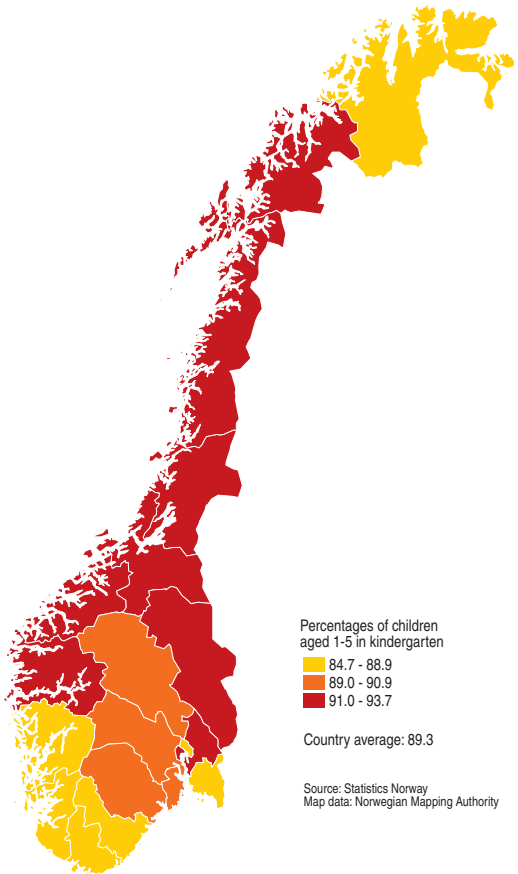 Percentages of children
aged 1-5 in kindergarten
84.7 - 88.9
89.0 - 90.9
91.0 - 93.7
Country average: 89.3
Source: Statistics Norway
Map data: Norwegian Mapping Authority